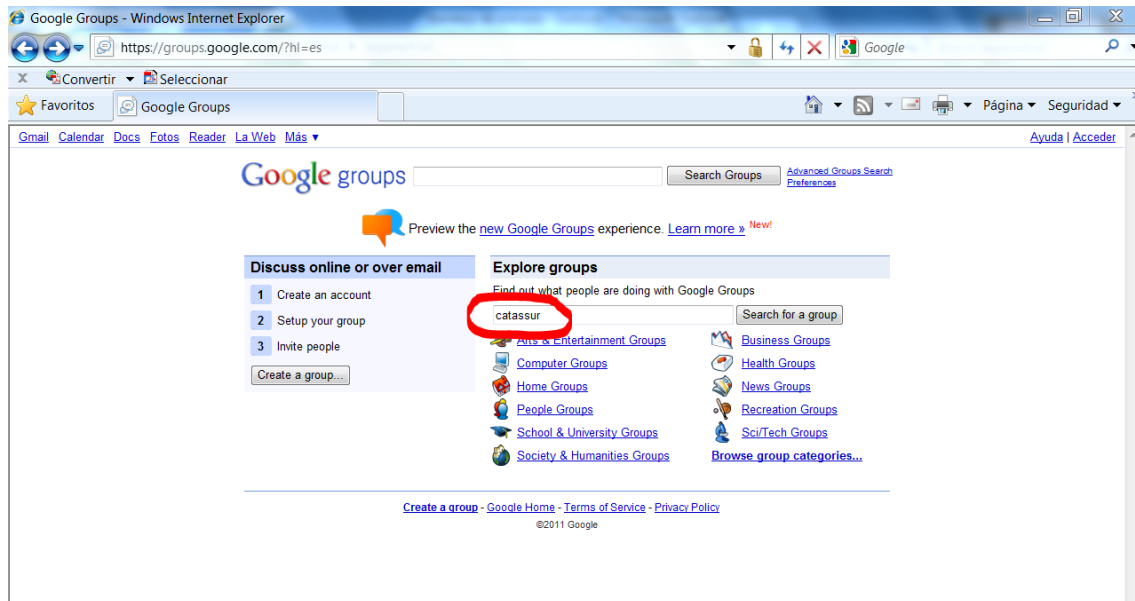 Google Groups - Windows Internet Explorer
https://groups.google.com/?hl=es
Google
x Convertir Seleccionar
Favoritos Google Groups Página Seguridad
Gmail Calendar Docs Fotos Reader La Web Más ▼ Ayuda | Acceder
Google groups Search Groups Advanced Groups Search
Preferences
Preview the new Google Groups experience. Learn more » New!
Discuss online or over email
1 Create an account
2 Setup your group
3 Invite people
Create a group...
Explore groups
Find out what people are doing with Google Groups
catassur Search for a group
Arts & Entertainment Groups Business Groups
Computer Groups Health Groups
Home Groups News Groups
People Groups Recreation Groups
School & University Groups Sci/Tech Groups
Society & Humanities Groups Browse group categories...
Create a group - Google Home - Terms of Service - Privacy Policy
©2011 Google